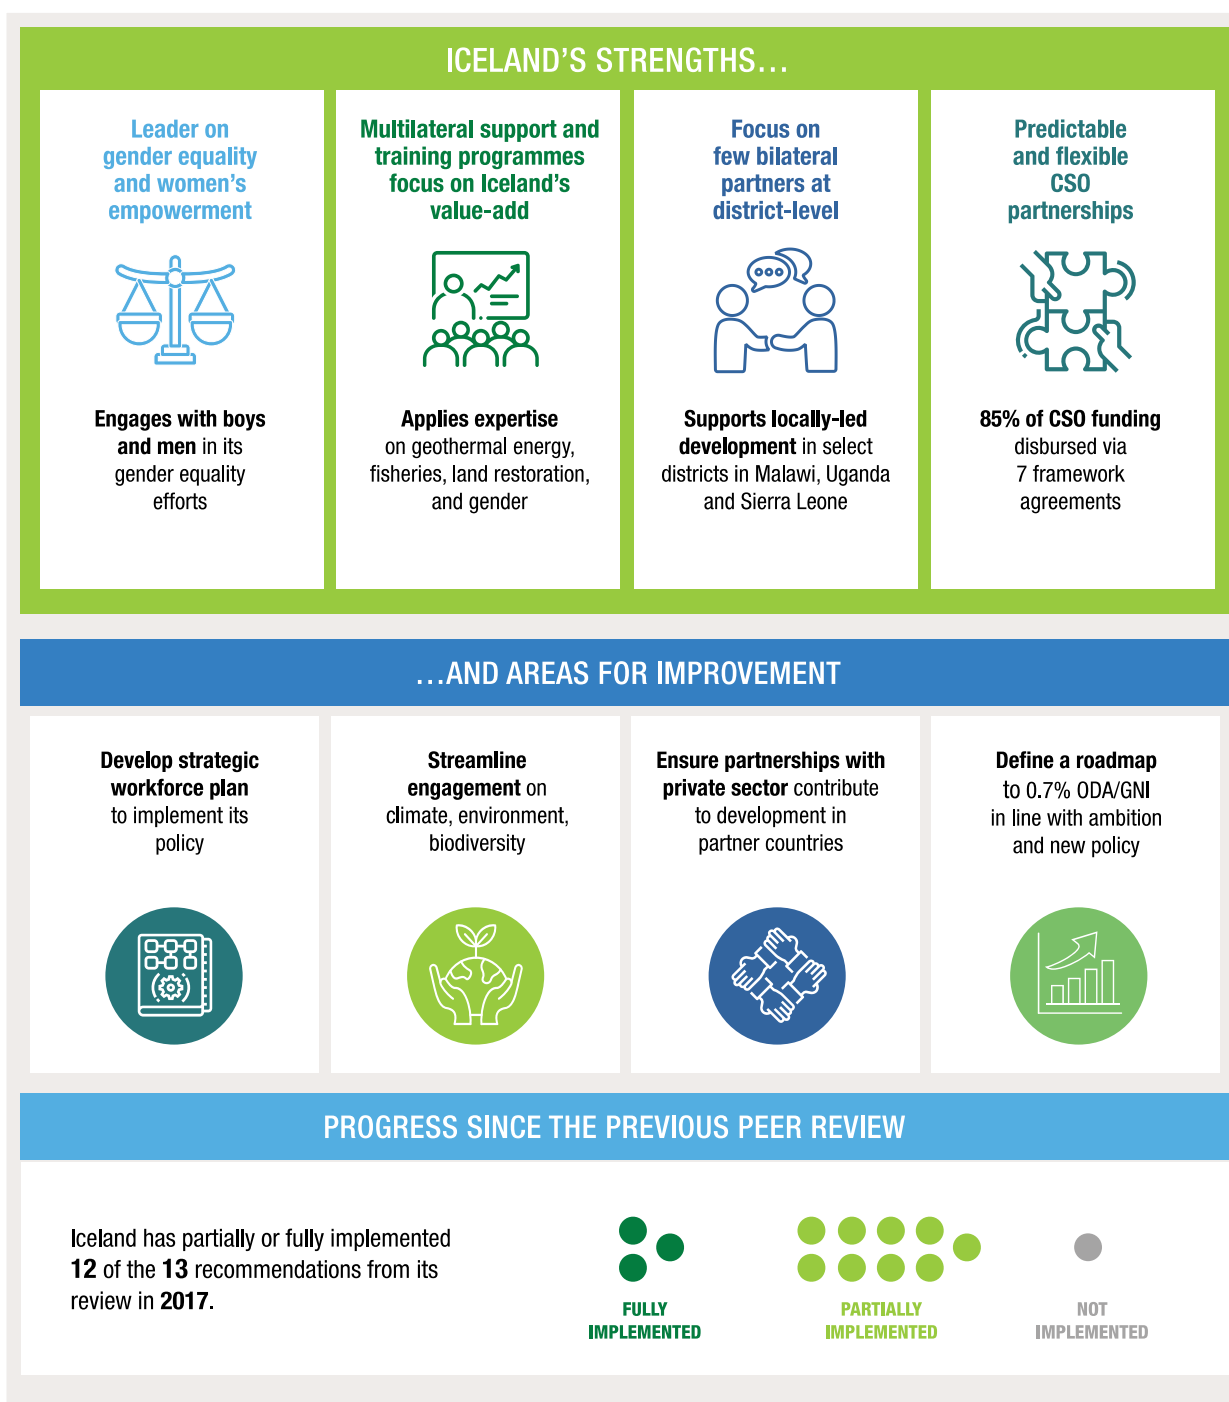 ICELAND'S STRENGTHS...
Leader on
gender equality
and women's
empowerment
Engages with boys
and men in its
gender equality
efforts
Multilateral support and
training programmes
focus on Iceland's
value-add
Applies expertise
on geothermal energy,
fisheries, land restoration,
and gender
Focus on
few bilateral
partners at
district-level
Supports locally-led
development in select
districts in Malawi, Uganda
and Sierra Leone
Predictable
and flexible
CSO
partnerships
85% of CSO funding
disbursed via
7 framework
agreements
...AND AREAS FOR IMPROVEMENT
Develop strategic
workforce plan
to implement its
policy
Streamline
engagement on
climate, environment,
biodiversity
Ensure partnerships with
private sector contribute
to development in
partner countries
Define a roadmap
to 0.7% ODA/GNI
in line with ambition
and new policy
PROGRESS SINCE THE PREVIOUS PEER REVIEW
Iceland has partially or fully implemented
12 of the 13 recommendations from its
review in 2017.
FULLY
IMPLEMENTED
PARTIALLY
IMPLEMENTED
NOT
IMPLEMENTED